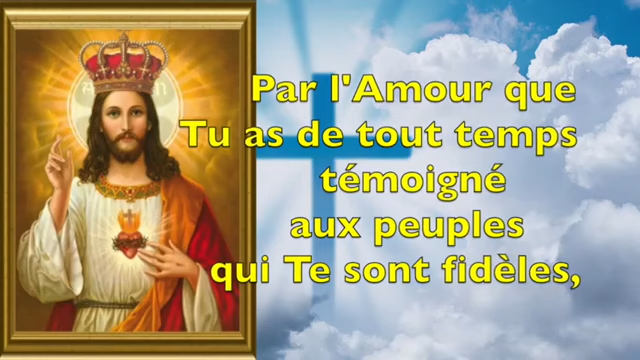 Par l'Amour que
Tu as de tout temps
témoigné
aux peuples
qui Te sont fidèles,